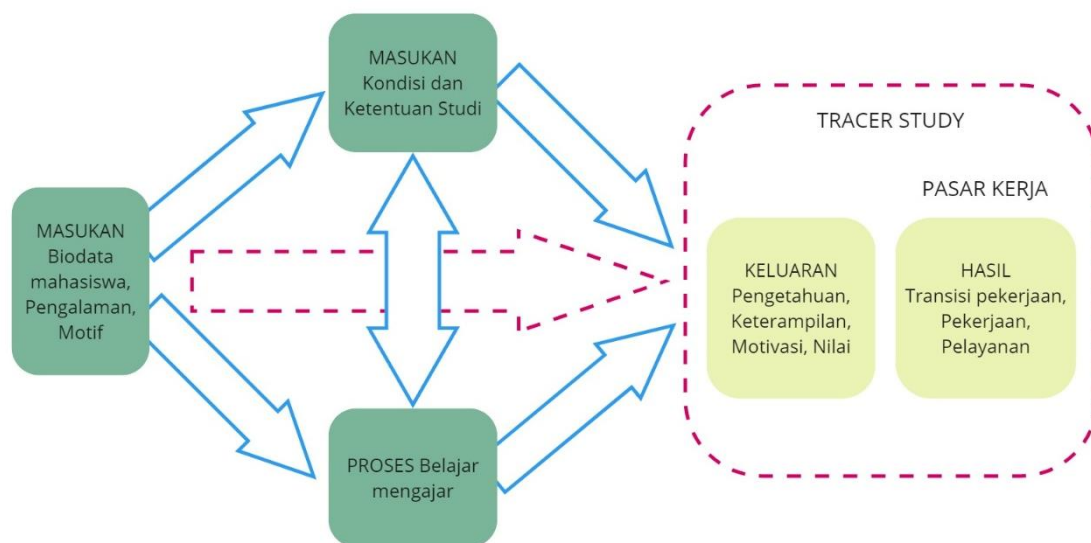 MASUKAN
Biodata
mahasiswa,
Pengalaman,
Motif
MASUKAN
Kondisi dan
Ketentuan Studi
PROSES Belajar
mengajar
TRACER STUDY
PASAR KERJA
KELUARAN
Pengetahuan,
Keterampilan,
Motivasi, Nilai
HASIL
Transisi pekerjaan,
Pekerjaan,
Pelayanan